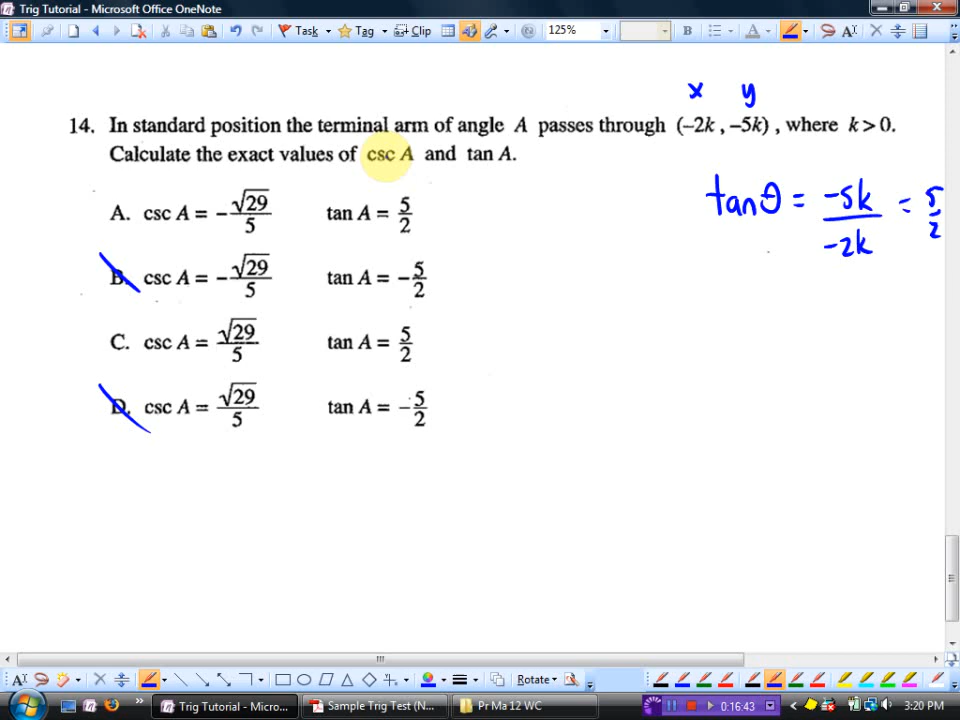 Trig Tutorial - Microsoft Office OneNote
Task Tag Clip 125% B A A
x y
14. In standard position the terminal arm of angle A passes through (−2k , −5k) , where k > 0.
Calculate the exact values of csc A and tan A.
tanθ = −5k/−2k = 5/2
A. csc A = −√29/5 tan A = 5/2
B. csc A = −√29/5 tan A = −5/2
C. csc A = √29/5 tan A = 5/2
D. csc A = √29/5 tan A = −5/2
Rotate
Trig Tutorial - Micro... Sample Trig Test (N... Pr Ma 12 WC 16:43 3:20 PM